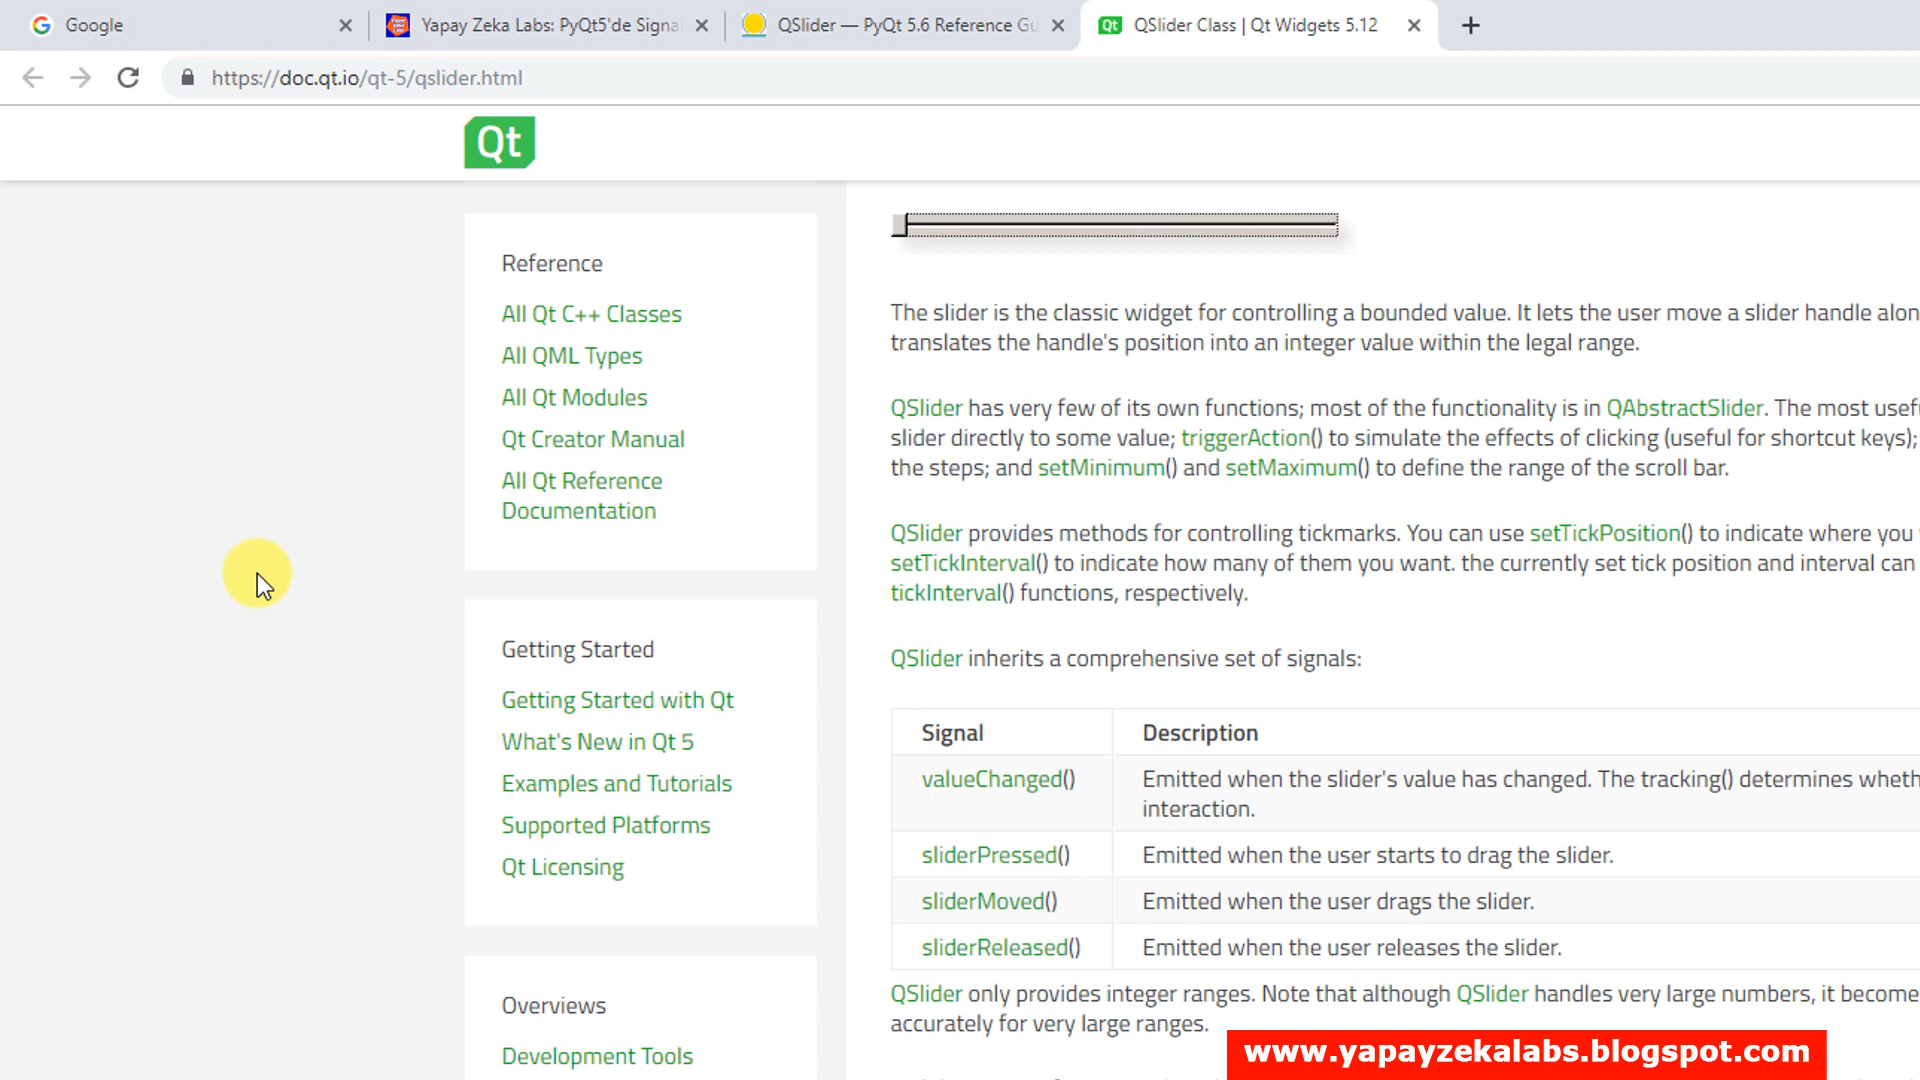 Google
Yapay Zeka Labs: PyQt5'de Signa
QSlider — PyQt 5.6 Reference Gu
QSlider Class | Qt Widgets 5.12
https://doc.qt.io/qt-5/qslider.html
Qt
Reference
All Qt C++ Classes
All QML Types
All Qt Modules
Qt Creator Manual
All Qt Reference
Documentation
Getting Started
Getting Started with Qt
What's New in Qt 5
Examples and Tutorials
Supported Platforms
Qt Licensing
Overviews
Development Tools
The slider is the classic widget for controlling a bounded value. It lets the user move a slider handle alon
translates the handle's position into an integer value within the legal range.
QSlider has very few of its own functions; most of the functionality is in QAbstractSlider. The most usef
slider directly to some value; triggerAction() to simulate the effects of clicking (useful for shortcut keys);
the steps; and setMinimum() and setMaximum() to define the range of the scroll bar.
QSlider provides methods for controlling tickmarks. You can use setTickPosition() to indicate where you
setTickInterval() to indicate how many of them you want. the currently set tick position and interval can
tickInterval() functions, respectively.
QSlider inherits a comprehensive set of signals:
Signal Description
valueChanged() Emitted when the slider's value has changed. The tracking() determines wheth
interaction.
sliderPressed() Emitted when the user starts to drag the slider.
sliderMoved() Emitted when the user drags the slider.
sliderReleased() Emitted when the user releases the slider.
QSlider only provides integer ranges. Note that although QSlider handles very large numbers, it become
accurately for very large ranges.
www.yapayzekalabs.blogspot.com